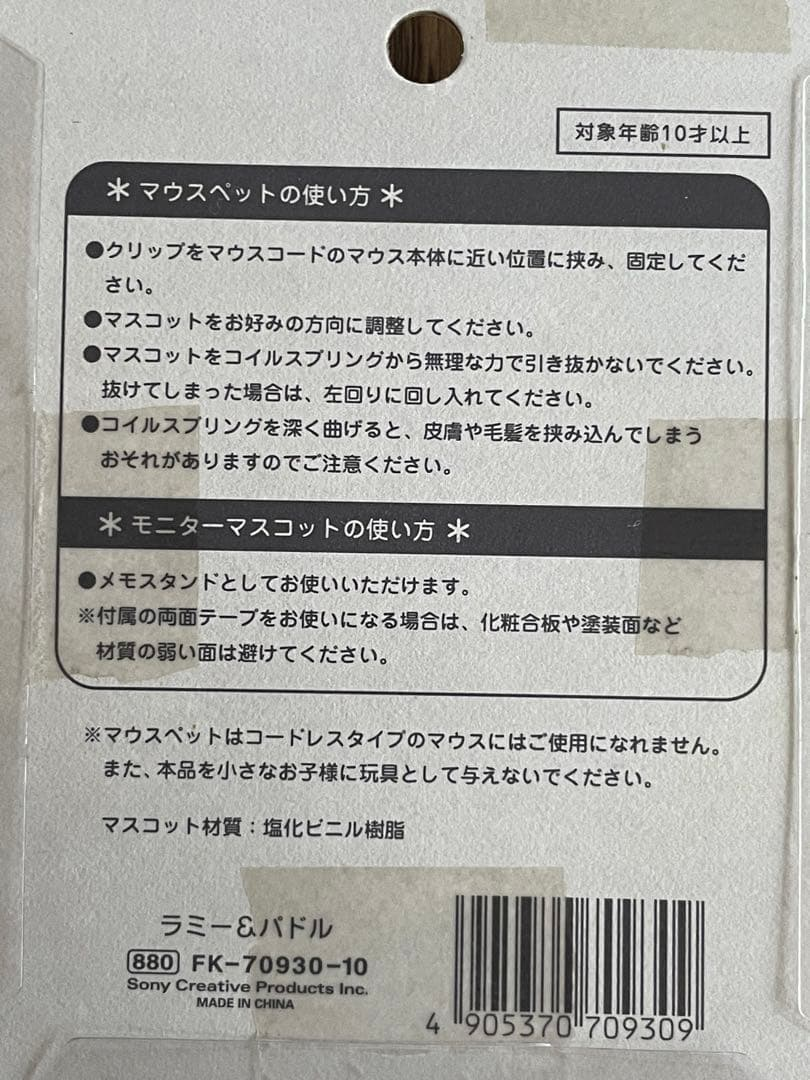 対象年齢10才以上
＊マウスペットの使い方＊
●クリップをマウスコードのマウス本体に近い位置に挟み、固定してくだ
さい。
●マスコットをお好みの方向に調整してください。
●マスコットをコイルスプリングから無理な力で引き抜かないでください。
抜けてしまった場合は、左回りに回し入れてください。
●コイルスプリングを深く曲げると、皮膚や毛髪を挟み込んでしまう
おそれがありますのでご注意ください。
＊モニターマスコットの使い方＊
●メモスタンドとしてお使いいただけます。
※付属の両面テープをお使いになる場合は、化粧合板や塗装面など
材質の弱い面は避けてください。
※マウスペットはコードレスタイプのマウスにはご使用になれません。
また、本品を小さなお子様に玩具として与えないでください。
マスコット材質：塩化ビニル樹脂
ラミー&パドル
880 FK-70930-10
Sony Creative Products Inc.
MADE IN CHINA
4 905370 709309